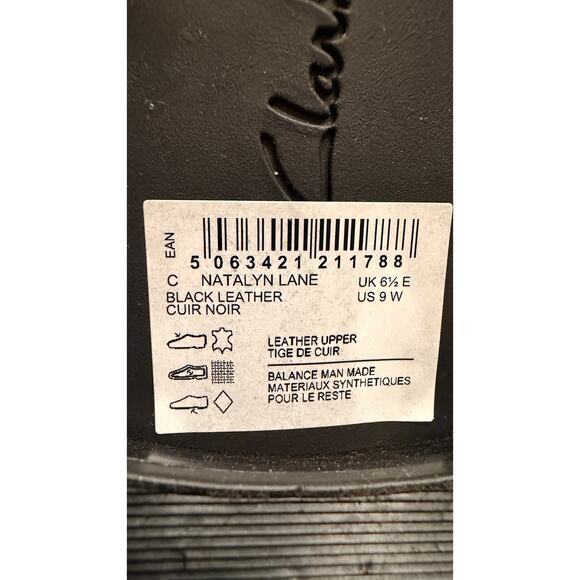 Clarks
EAN
5 063421 211788
C NATALYN LANE UK 6½ E
BLACK LEATHER US 9 W
CUIR NOIR
LEATHER UPPER
TIGE DE CUIR
BALANCE MAN MADE
MATERIAUX SYNTHETIQUES
POUR LE RESTE